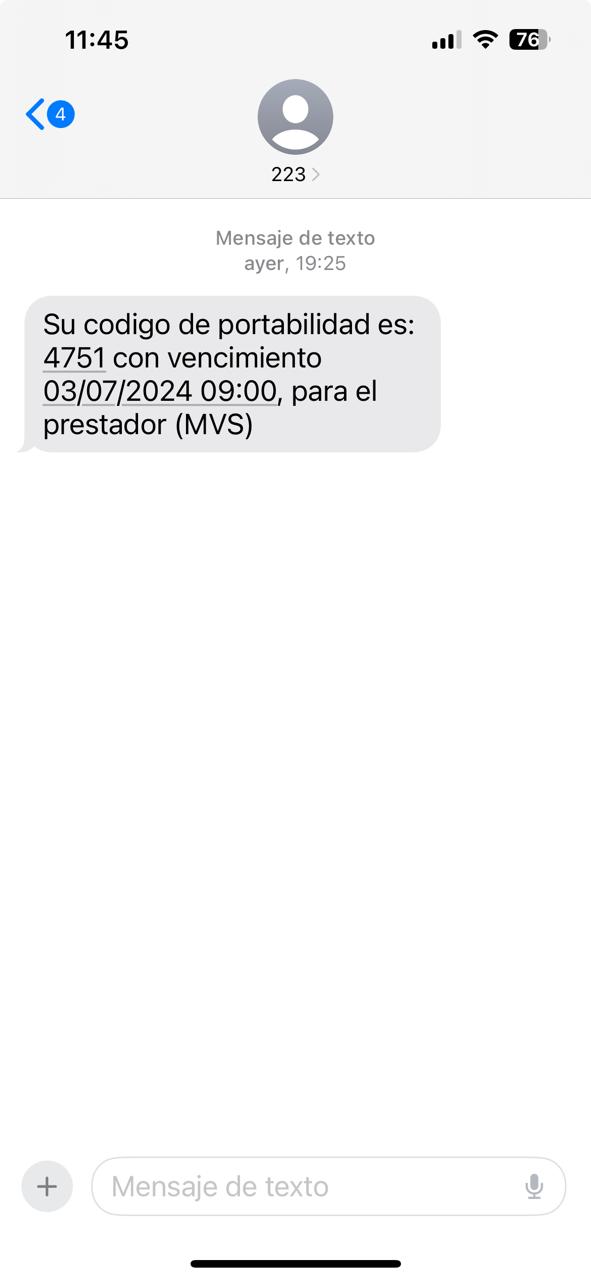 11:45
76
4
223
Mensaje de texto
ayer, 19:25
Su codigo de portabilidad es:
4751 con vencimiento
03/07/2024 09:00, para el
prestador (MVS)
Mensaje de texto